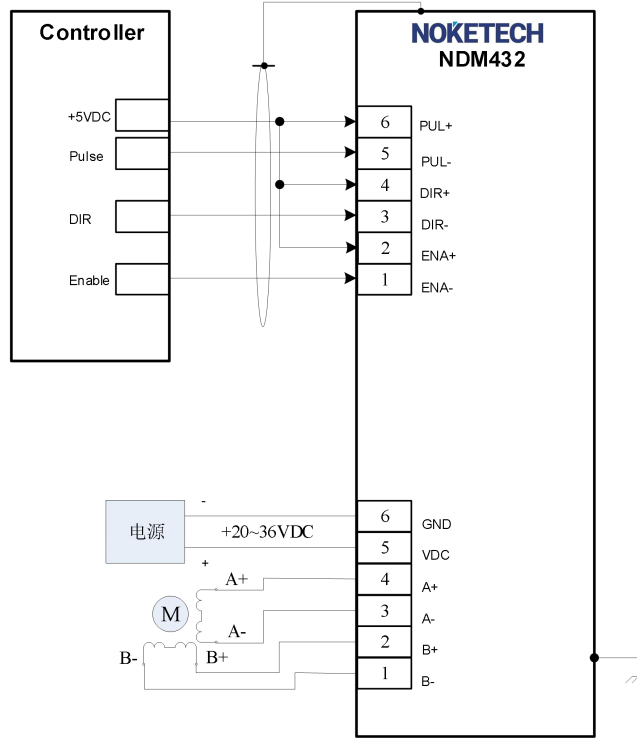 Controller
NOKETECH
NDM432
+5VDC
6
PUL+
Pulse
5
PUL-
4
DIR+
DIR
3
DIR-
2
ENA+
Enable
1
ENA-
-
电源
+20~36VDC
+
6
GND
5
VDC
A+
4
A+
M
A-
3
A-
B-
B+
2
B+
1
B-